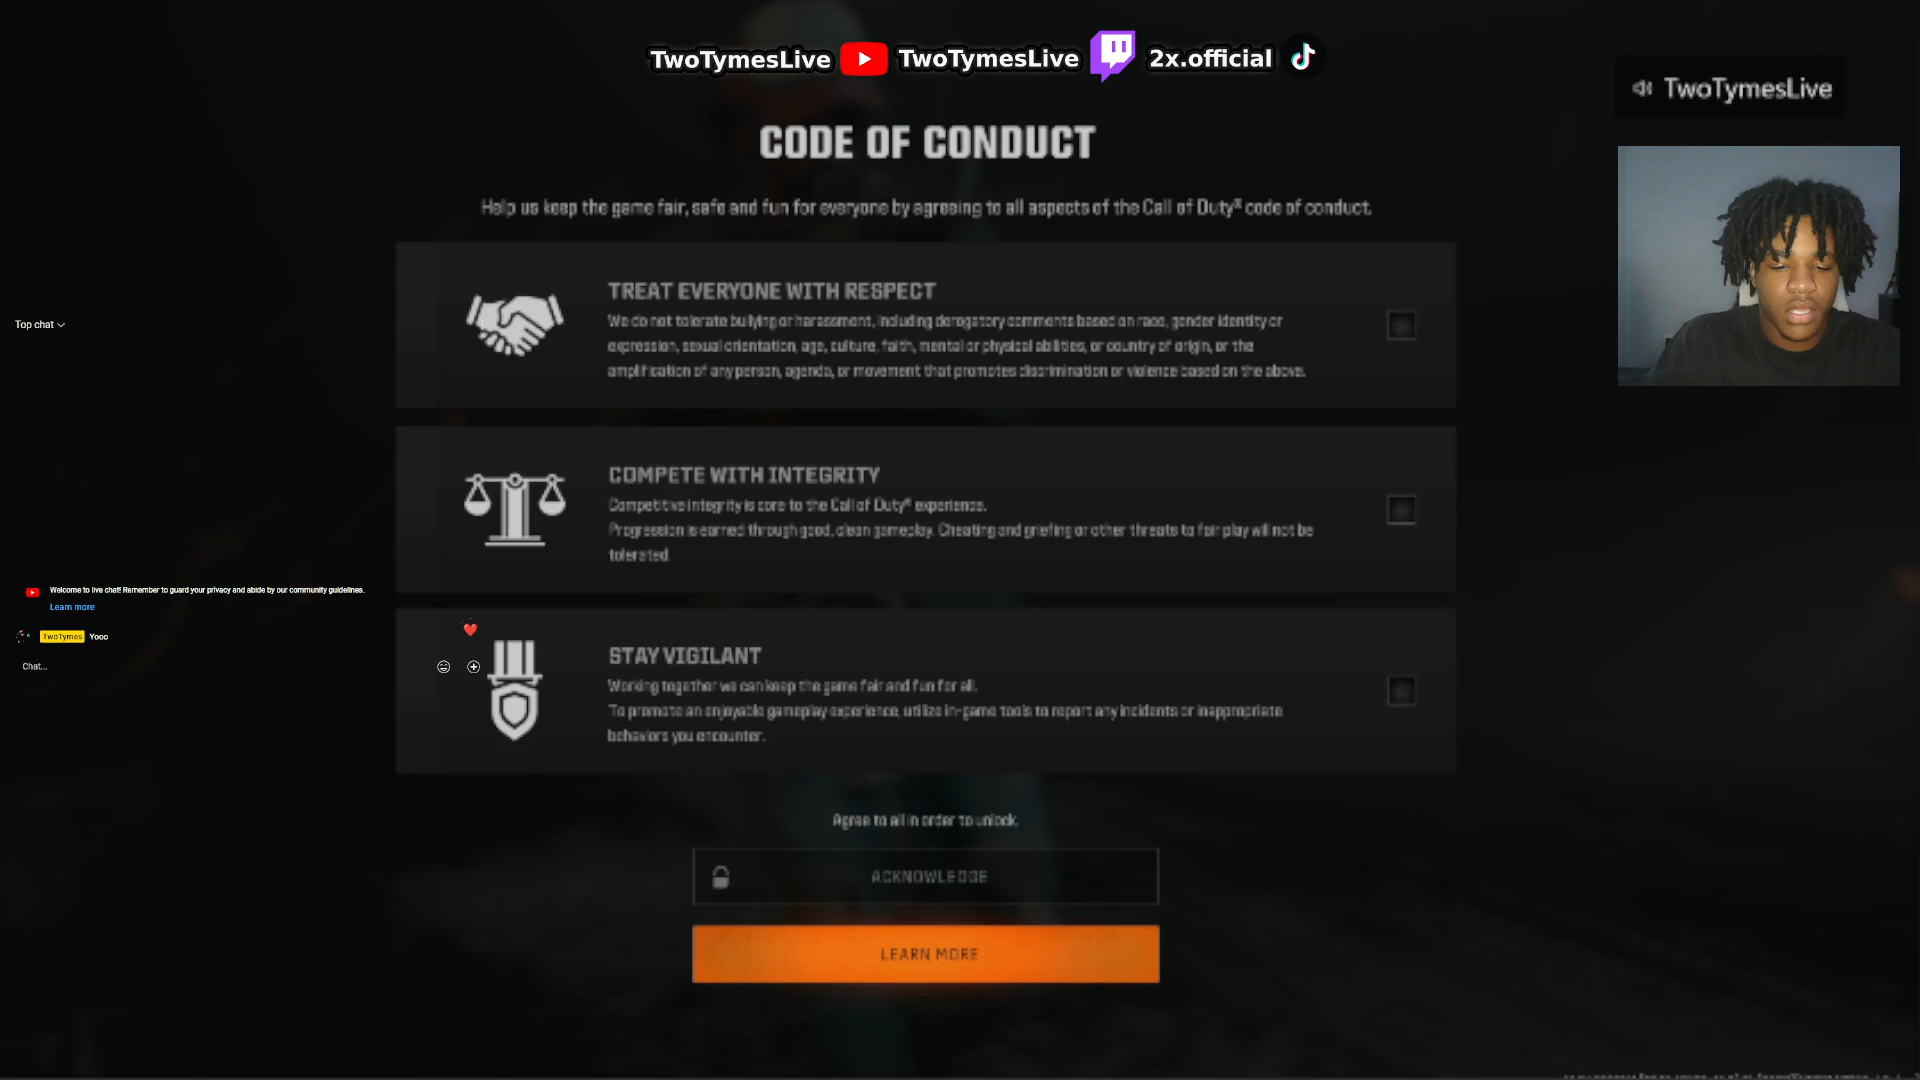 TwoTymesLive TwoTymesLive 2x.official
TwoTymesLive
CODE OF CONDUCT
Help us keep the game fair, safe and fun for everyone by agreeing to all aspects of the Call of Duty® code of conduct.
TREAT EVERYONE WITH RESPECT
We do not tolerate bullying or harassment, including derogatory comments based on race, gender identity or
expression, sexual orientation, age, culture, faith, mental or physical abilities, or country of origin, or the
amplification of any person, agenda, or movement that promotes discrimination or violence based on the above.
Top chat
COMPETE WITH INTEGRITY
Competitive integrity is core to the Call of Duty® experience.
Progression is earned through good, clean gameplay. Cheating and griefing or other threats to fair play will not be
tolerated.
Welcome to live chat! Remember to guard your privacy and abide by our community guidelines.
Learn more
TwoTymes Yooo
Chat...
STAY VIGILANT
Working together we can keep the game fair and fun for all.
To promote an enjoyable gameplay experience, utilize in-game tools to report any incidents or inappropriate
behaviors you encounter.
Agree to all in order to unlock.
ACKNOWLEDGE
LEARN MORE